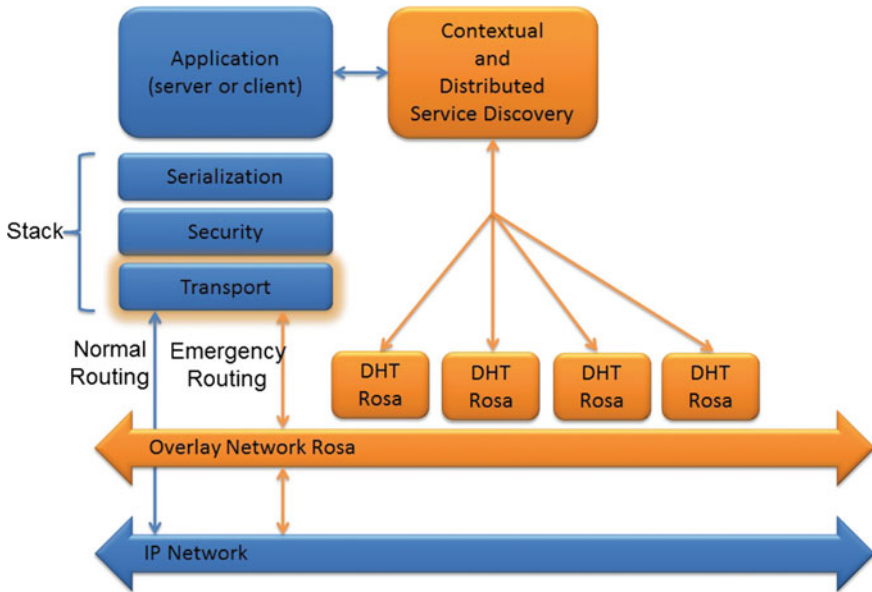 Application
(server or client)
Contextual
and
Distributed
Service Discovery
Serialization
Stack
Security
Transport
Normal
Routing
Emergency
Routing
DHT
Rosa
DHT
Rosa
DHT
Rosa
DHT
Rosa
Overlay Network Rosa
IP Network